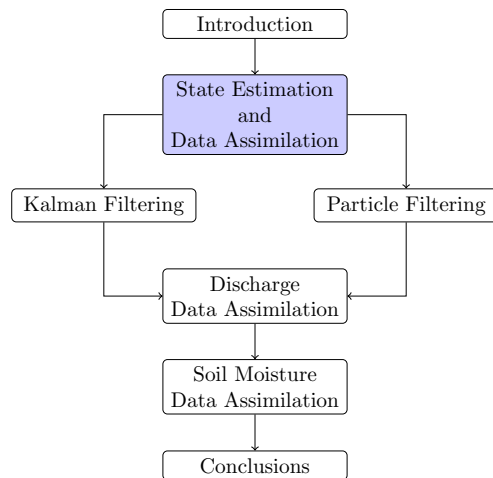 Introduction
State Estimation
and
Data Assimilation
Kalman Filtering
Particle Filtering
Discharge
Data Assimilation
Soil Moisture
Data Assimilation
Conclusions